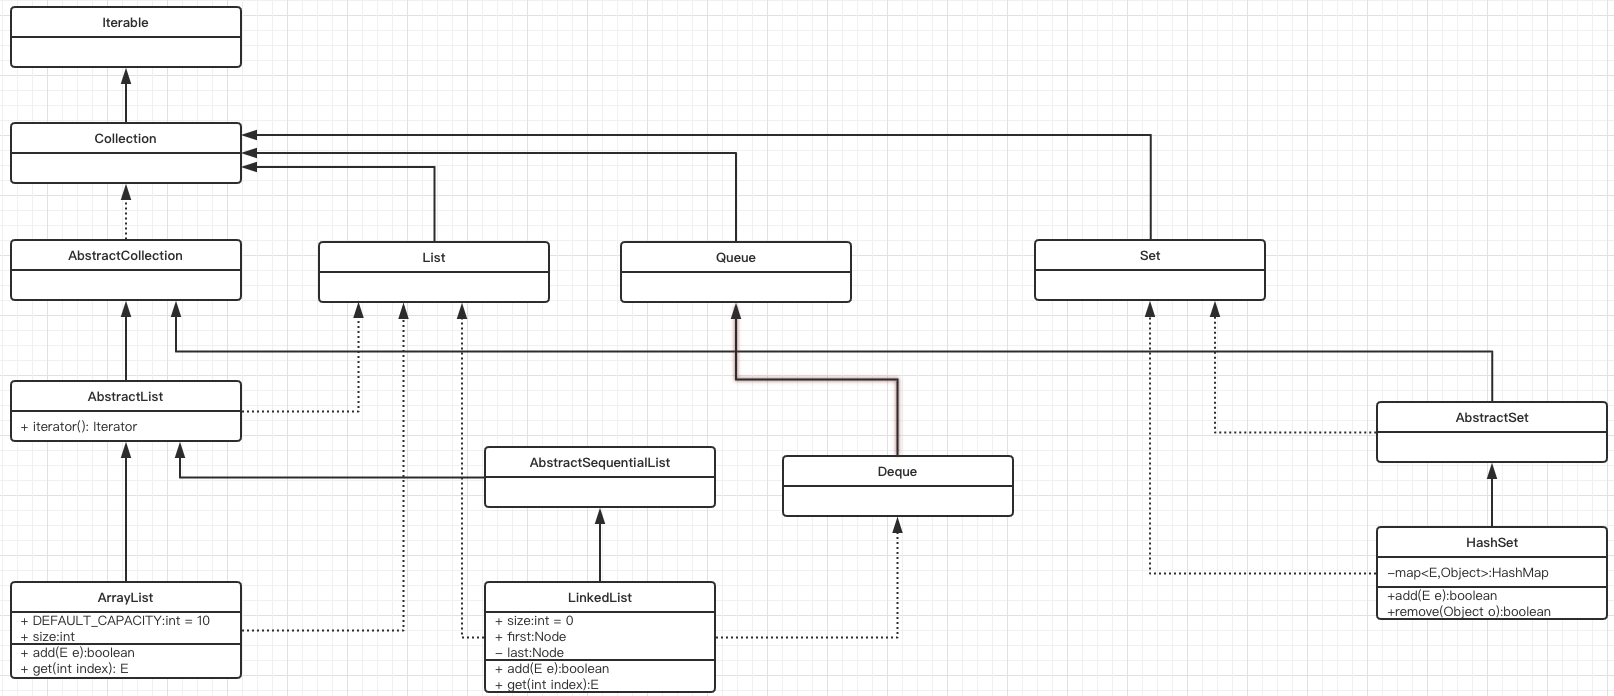 Iterable
Collection
AbstractCollection
List
Queue
Set
AbstractList
+ iterator(): Iterator
AbstractSet
AbstractSequentialList
Deque
HashSet
-map<E,Object>:HashMap
+add(E e):boolean
+remove(Object o):boolean
ArrayList
+ DEFAULT_CAPACITY:int = 10
+ size:int
+ add(E e):boolean
+ get(int index): E
LinkedList
+ size:int = 0
+ first:Node
- last:Node
+ add(E e):boolean
+ get(int index):E